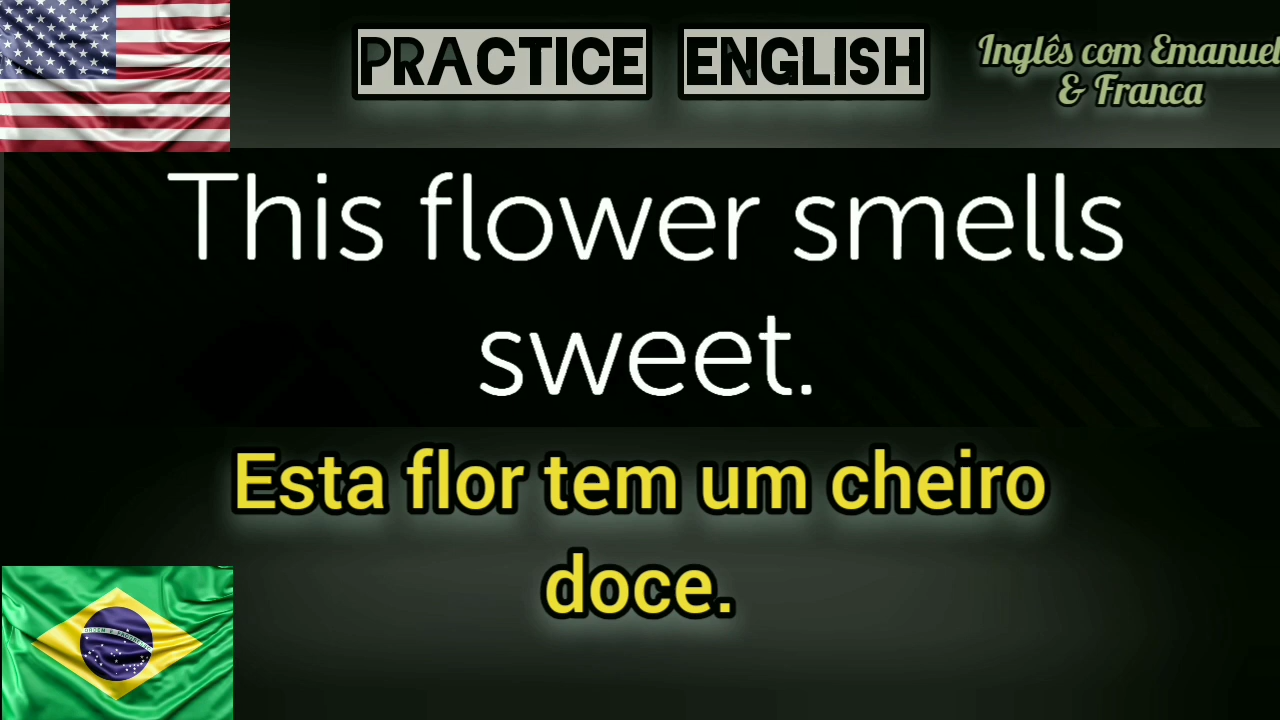 PRACTICE ENGLISH
Inglês com Emanuel
& Franca
This flower smells
sweet.
Esta flor tem um cheiro
doce.